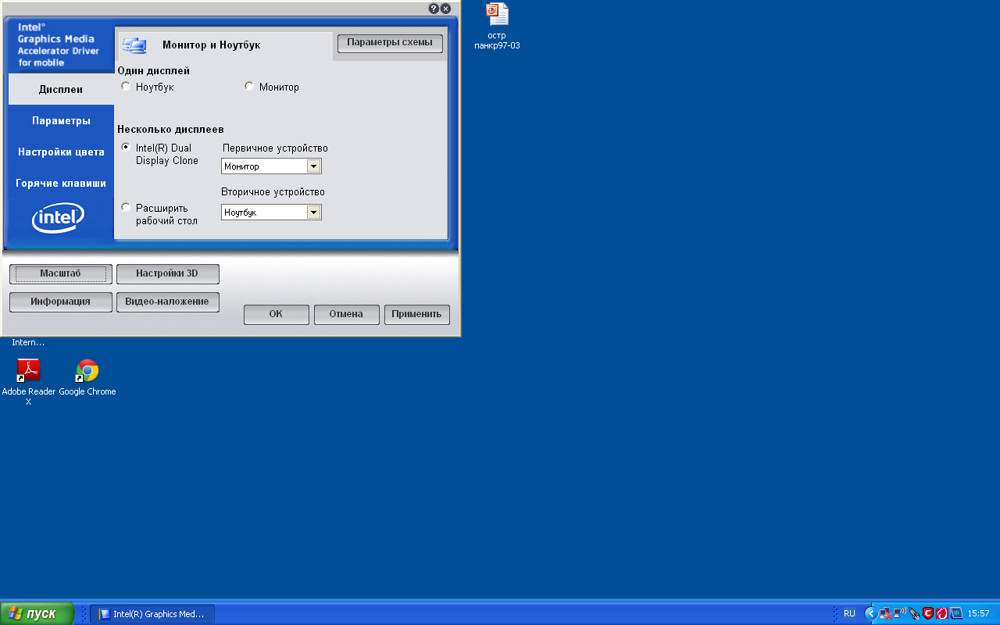 Intel®
Graphics Media
Accelerator Driver
for mobile
Монитор и Ноутбук
Параметры схемы
Дисплеи
Параметры
Настройки цвета
Горячие клавиши
intel
Один дисплей
Ноутбук
Монитор
Несколько дисплеев
Intel(R) Dual
Display Clone
Первичное устройство
Монитор
Вторичное устройство
Расширить
рабочий стол
Ноутбук
Масштаб
Настройки 3D
Информация
Видео-наложение
ОК
Отмена
Применить
остр
панкр97-03
Intern...
Adobe Reader
X
Google Chrome
пуск
Intel(R) Graphics Med...
RU
15:57